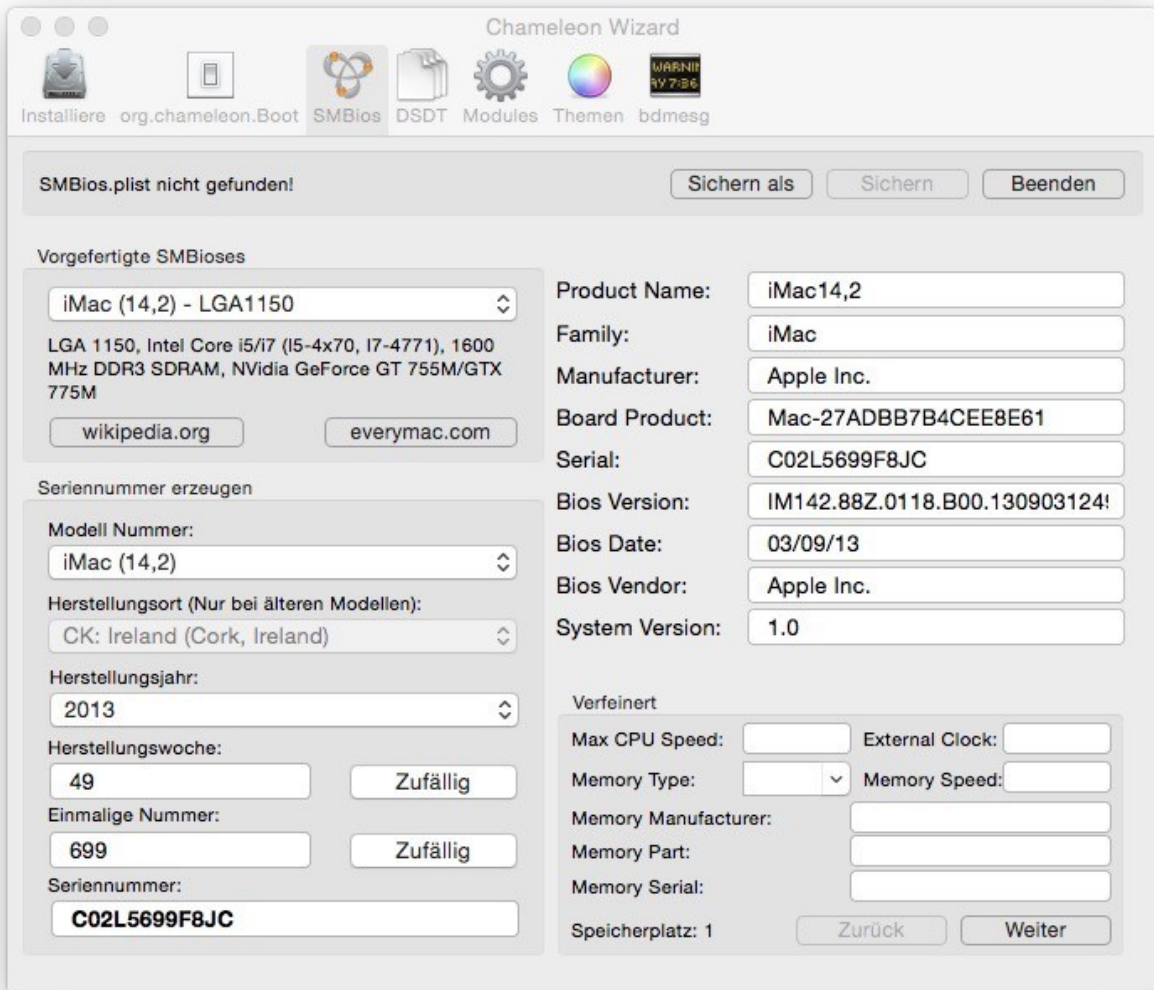 Chameleon Wizard
Installiere org.chameleon.Boot SMBios DSDT Modules Themen bdmesg
SMBios.plist nicht gefunden!
Sichern als
Sichern
Beenden
Vorgefertigte SMBioses
iMac (14,2) - LGA1150
LGA 1150, Intel Core i5/i7 (I5-4x70, I7-4771), 1600
MHz DDR3 SDRAM, NVidia GeForce GT 755M/GTX
775M
wikipedia.org
everymac.com
Seriennummer erzeugen
Modell Nummer:
iMac (14,2)
Herstellungsort (Nur bei älteren Modellen):
CK: Ireland (Cork, Ireland)
Herstellungsjahr:
2013
Herstellungswoche:
49
Zufällig
Einmalige Nummer:
699
Zufällig
Seriennummer:
C02L5699F8JC
Product Name: iMac14,2
Family: iMac
Manufacturer: Apple Inc.
Board Product: Mac-27ADBB7B4CEE8E61
Serial: C02L5699F8JC
Bios Version: IM142.88Z.0118.B00.130903124
Bios Date: 03/09/13
Bios Vendor: Apple Inc.
System Version: 1.0
Verfeinert
Max CPU Speed:
External Clock:
Memory Type:
Memory Speed:
Memory Manufacturer:
Memory Part:
Memory Serial:
Speicherplatz: 1
Zurück
Weiter